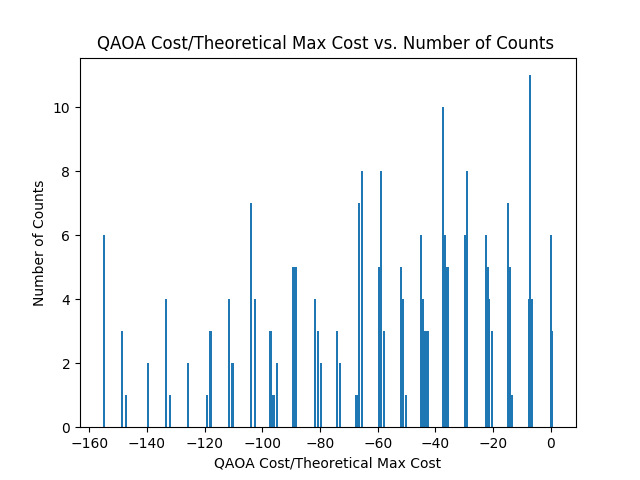 QAOA Cost/Theoretical Max Cost vs. Number of Counts
Number of Counts
10
8
6
4
2
0
−160 −140 −120 −100 −80 −60 −40 −20 0
QAOA Cost/Theoretical Max Cost